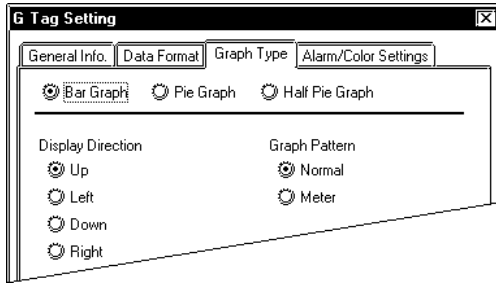 G Tag Setting
General Info. Data Format Graph Type Alarm/Color Settings
Bar Graph Pie Graph Half Pie Graph
Display Direction Graph Pattern
Up Normal
Left Meter
Down
Right